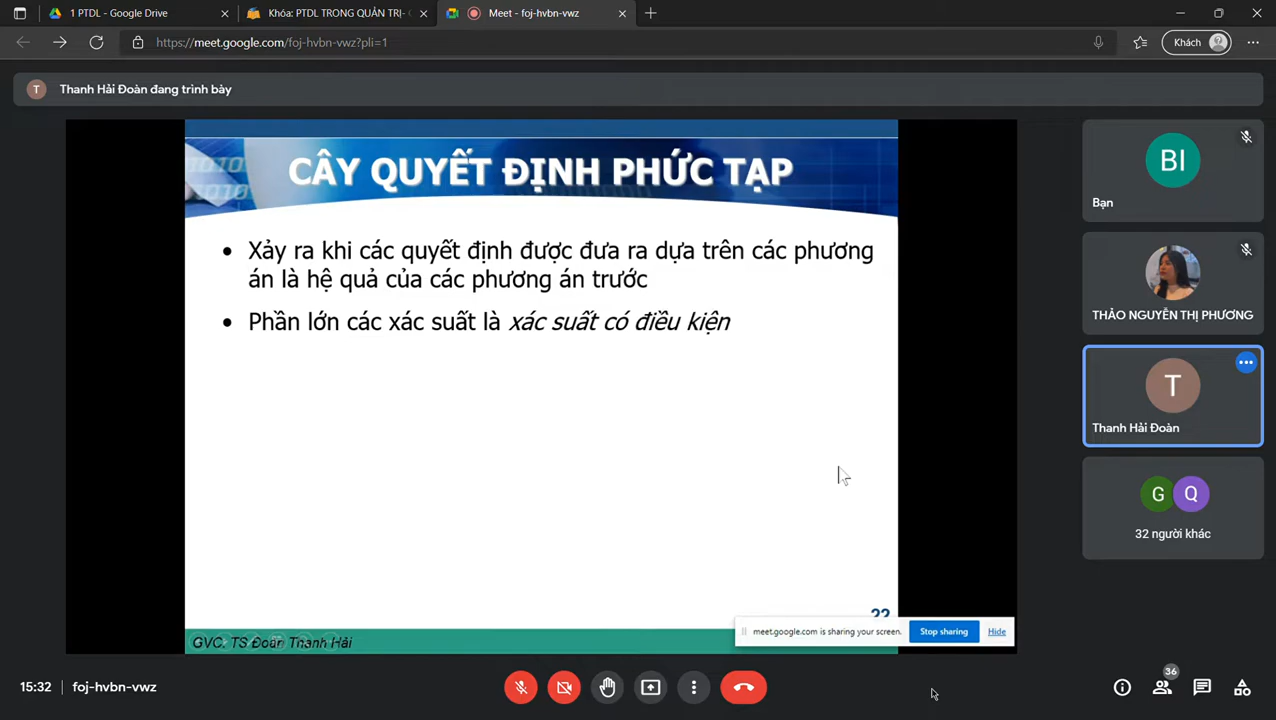 1 PTDL - Google Drive
Khóa: PTDL TRONG QUẢN TRỊ- 
Meet - foj-hvbn-vwz
https://meet.google.com/foj-hvbn-vwz?pli=1
Khách
T
Thanh Hải Đoàn đang trình bày
CÂY QUYẾT ĐỊNH PHỨC TẠP
• Xảy ra khi các quyết định được đưa ra dựa trên các phương
án là hệ quả của các phương án trước
• Phần lớn các xác suất là xác suất có điều kiện
22
GVC. TS Đoàn Thanh Hải
meet.google.com is sharing your screen.
Stop sharing
Hide
BI
Bạn
THẢO NGUYỄN THỊ PHƯƠNG
T
Thanh Hải Đoàn
G
Q
32 người khác
15:32 | foj-hvbn-vwz
36